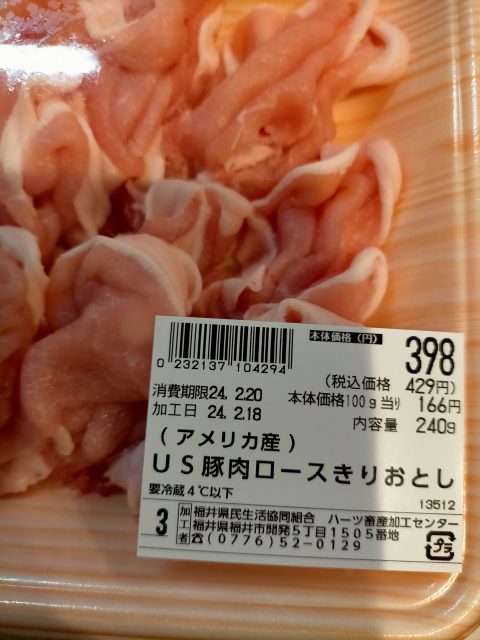 本体価格(円)
398
0 232137 104294
(税込価格 429円)
消費期限24. 2.20
本体価格100g当り 166円
加工日 24. 2.18
内容量 240g
(アメリカ産)
US豚肉ロースきりおとし
要冷蔵4℃以下
13512
3
加工者
福井県民生活協同組合 ハーツ畜産加工センター
福井県福井市開発5丁目1505番地
☎(0776)52-0129
プラ